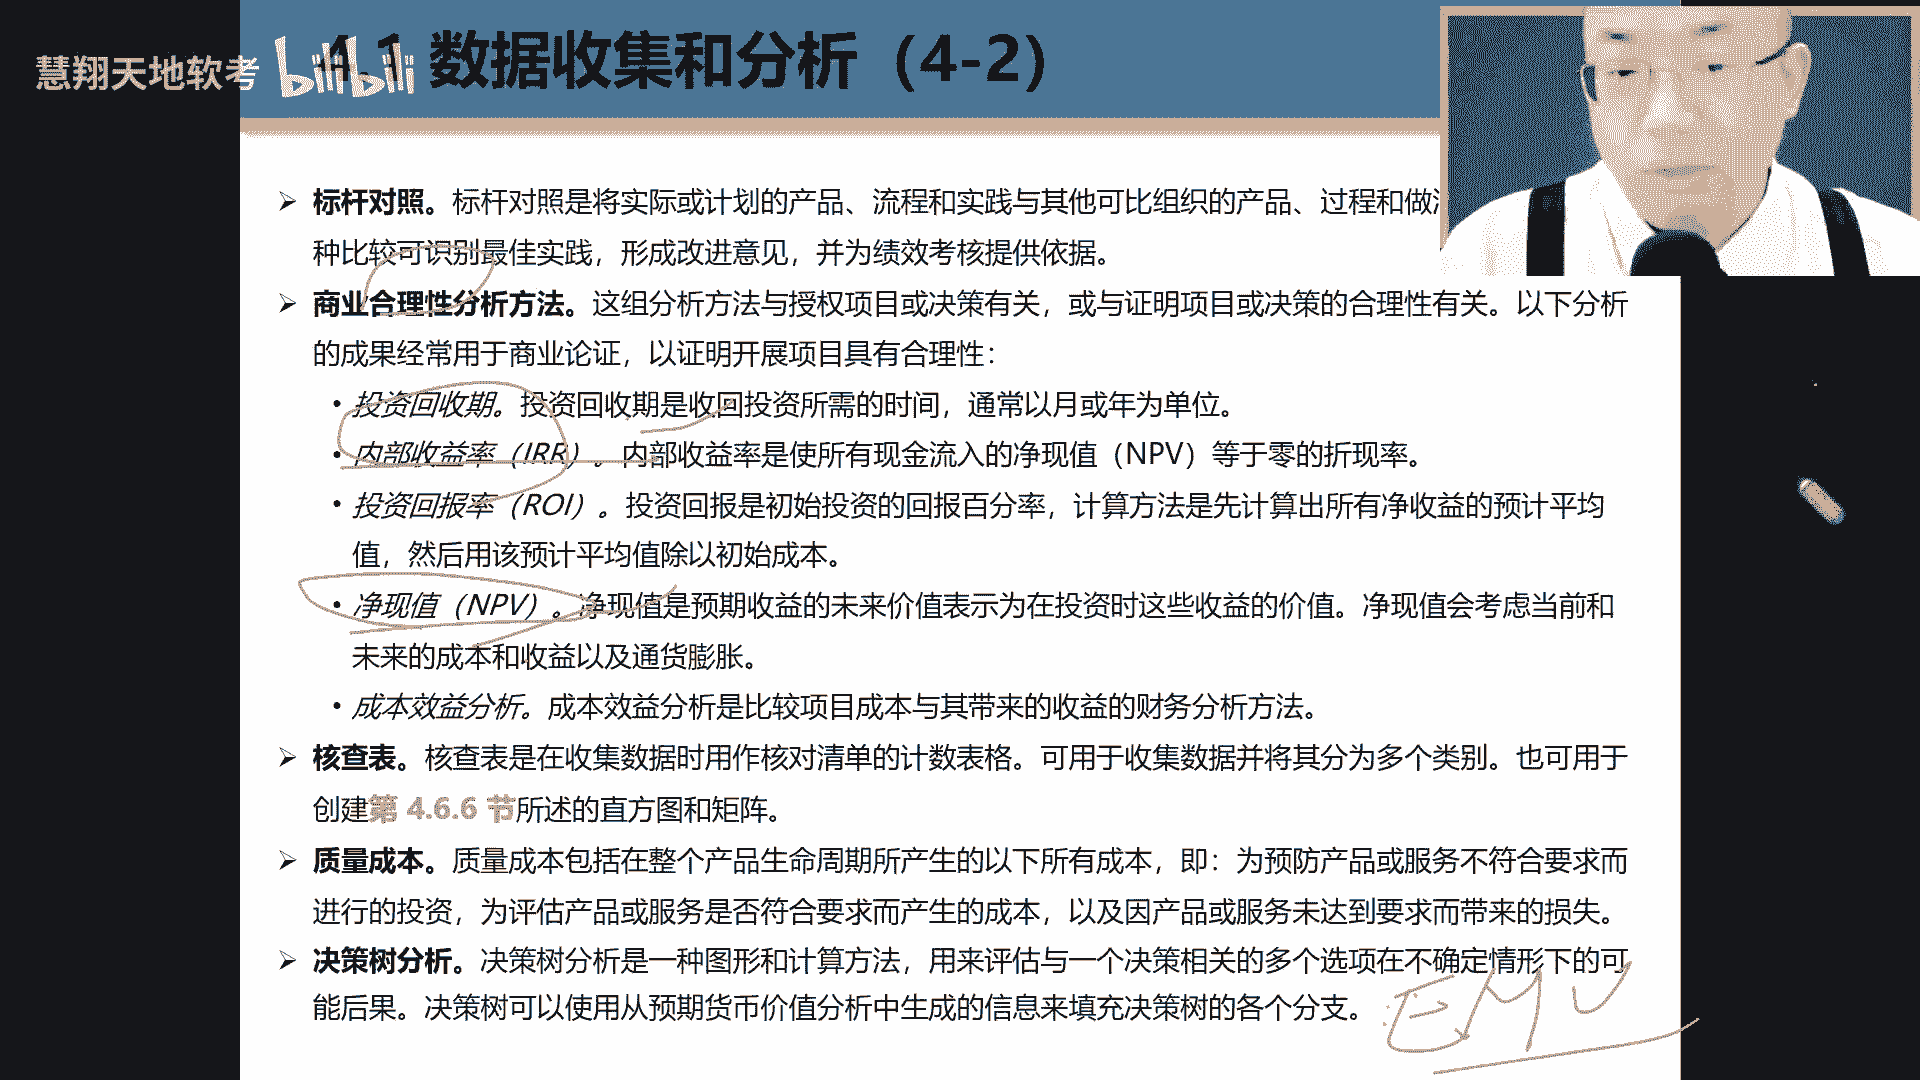 慧翔天地软考
bilibili
4.1 数据收集和分析（4-2）
➢ 标杆对照。标杆对照是将实际或计划的产品、流程和实践与其他可比组织的产品、过程和做
种比较可识别最佳实践，形成改进意见，并为绩效考核提供依据。
➢ 商业合理性分析方法。这组分析方法与授权项目或决策有关，或与证明项目或决策的合理性有关。以下分析
的成果经常用于商业论证，以证明开展项目具有合理性：
• 投资回收期。投资回收期是收回投资所需的时间，通常以月或年为单位。
• 内部收益率（IRR）。内部收益率是使所有现金流入的净现值（NPV）等于零的折现率。
• 投资回报率（ROI）。投资回报是初始投资的回报百分率，计算方法是先计算出所有净收益的预计平均
值，然后用该预计平均值除以初始成本。
• 净现值（NPV）。净现值是预期收益的未来价值表示为在投资时这些收益的价值。净现值会考虑当前和
未来的成本和收益以及通货膨胀。
• 成本效益分析。成本效益分析是比较项目成本与其带来的收益的财务分析方法。
➢ 核查表。核查表是在收集数据时用作核对清单的计数表格。可用于收集数据并将其分为多个类别。也可用于
创建第 4.6.6 节所述的直方图和矩阵。
➢ 质量成本。质量成本包括在整个产品生命周期所产生的以下所有成本，即：为预防产品或服务不符合要求而
进行的投资，为评估产品或服务是否符合要求而产生的成本，以及因产品或服务未达到要求而带来的损失。
➢ 决策树分析。决策树分析是一种图形和计算方法，用来评估与一个决策相关的多个选项在不确定情形下的可
能后果。决策树可以使用从预期货币价值分析中生成的信息来填充决策树的各个分支。
EMV